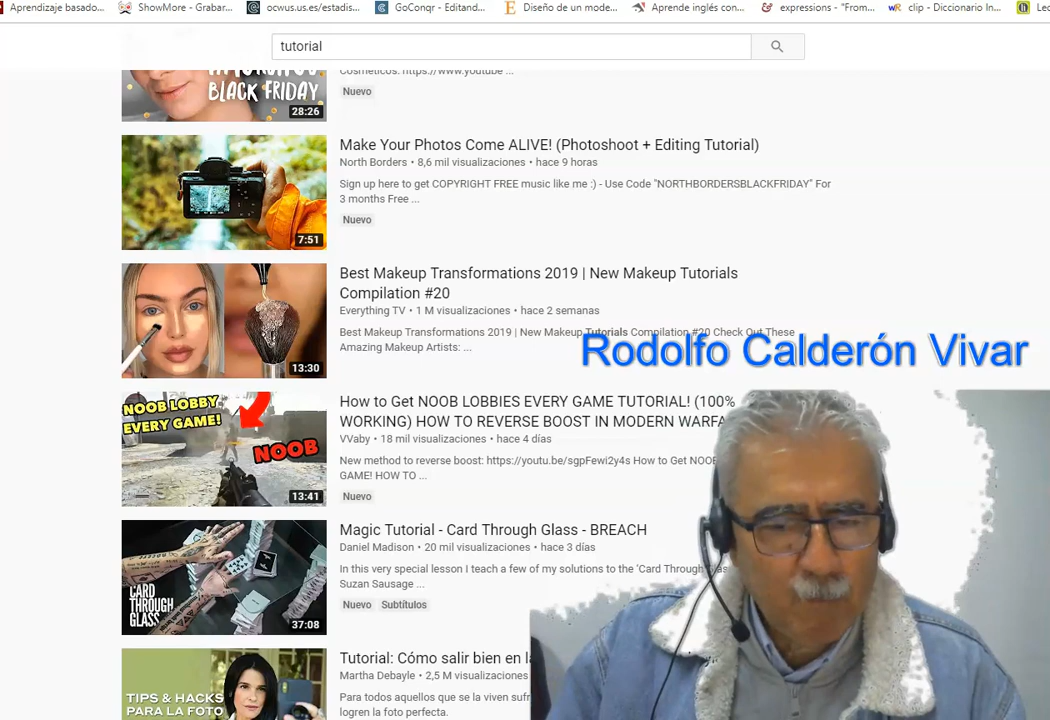 Aprendizaje basado...
ShowMore - Grabar...
ocwus.us.es/estadis...
GoConqr - Editand...
Diseño de un mode...
Aprende inglés con...
expressions - "From...
clip - Diccionario In...
tutorial
BLACK FRIDAY
28:26
Cosméticos: https://www.youtube ...
Nuevo
7:51
Make Your Photos Come ALIVE! (Photoshoot + Editing Tutorial)
North Borders • 8,6 mil visualizaciones • hace 9 horas
Sign up here to get COPYRIGHT FREE music like me :) - Use Code "NORTHBORDERSBLACKFRIDAY" For
3 months Free ...
Nuevo
13:30
Best Makeup Transformations 2019 | New Makeup Tutorials
Compilation #20
Everything TV • 1 M visualizaciones • hace 2 semanas
Best Makeup Transformations 2019 | New Makeup Tutorials Compilation #20 Check Out These
Amazing Makeup Artists: ...
Rodolfo Calderón Vivar
NOOB LOBBY
EVERY GAME!
NOOB
13:41
How to Get NOOB LOBBIES EVERY GAME TUTORIAL! (100%
WORKING) HOW TO REVERSE BOOST IN MODERN WARFA
VVaby • 18 mil visualizaciones • hace 4 días
New method to reverse boost: https://youtu.be/sgpFewi2y4s How to Get NOOB
GAME! HOW TO ...
Nuevo
CARD
THROUGH
GLASS
37:08
Magic Tutorial - Card Through Glass - BREACH
Daniel Madison • 20 mil visualizaciones • hace 3 días
In this very special lesson I teach a few of my solutions to the 'Card Through Glas
Suzan Sausage ...
Nuevo
Subtítulos
TIPS & HACKS
PARA LA FOTO
Tutorial: Cómo salir bien en la
Martha Debayle • 2,5 M visualizaciones
Para todos aquellos que se la viven sufr
logren la foto perfecta.